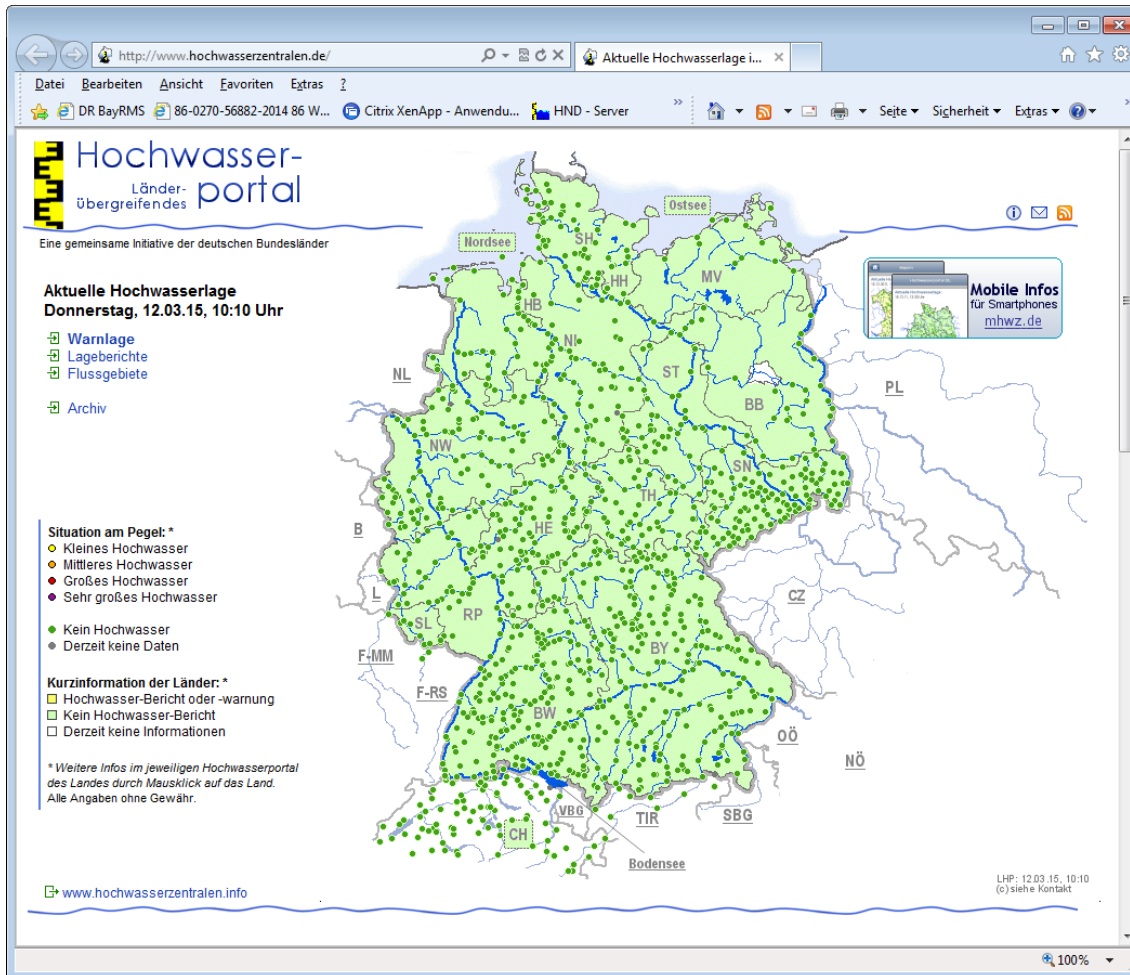 http://www.hochwasserzentralen.de/
Aktuelle Hochwasserlage i...
Datei Bearbeiten Ansicht Favoriten Extras ?
DR BayRMS 86-0270-56882-2014 86 W... Citrix XenApp - Anwendu... HND - Server » Seite Sicherheit Extras
Hochwasser-
Länder-
übergreifendes portal
Eine gemeinsame Initiative der deutschen Bundesländer
Aktuelle Hochwasserlage
Donnerstag, 12.03.15, 10:10 Uhr
Warnlage
Lageberichte
Flussgebiete
Archiv
Situation am Pegel: *
Kleines Hochwasser
Mittleres Hochwasser
Großes Hochwasser
Sehr großes Hochwasser
Kein Hochwasser
Derzeit keine Daten
Kurzinformation der Länder: *
Hochwasser-Bericht oder -warnung
Kein Hochwasser-Bericht
Derzeit keine Informationen
* Weitere Infos im jeweiligen Hochwasserportal
des Landes durch Mausklick auf das Land.
Alle Angaben ohne Gewähr.
www.hochwasserzentralen.info
Ostsee
Nordsee
SH
HH
MV
HB
NI
ST
BB
NL
PL
NW
SN
TH
HE
B
L
RP
SL
CZ
F-MM
BY
F-RS
BW
OÖ
NÖ
VBG
TIR
SBG
CH
Bodensee
Mobile Infos
für Smartphones
mhwz.de
LHP: 12.03.15, 10:10
(c) siehe Kontakt
100%